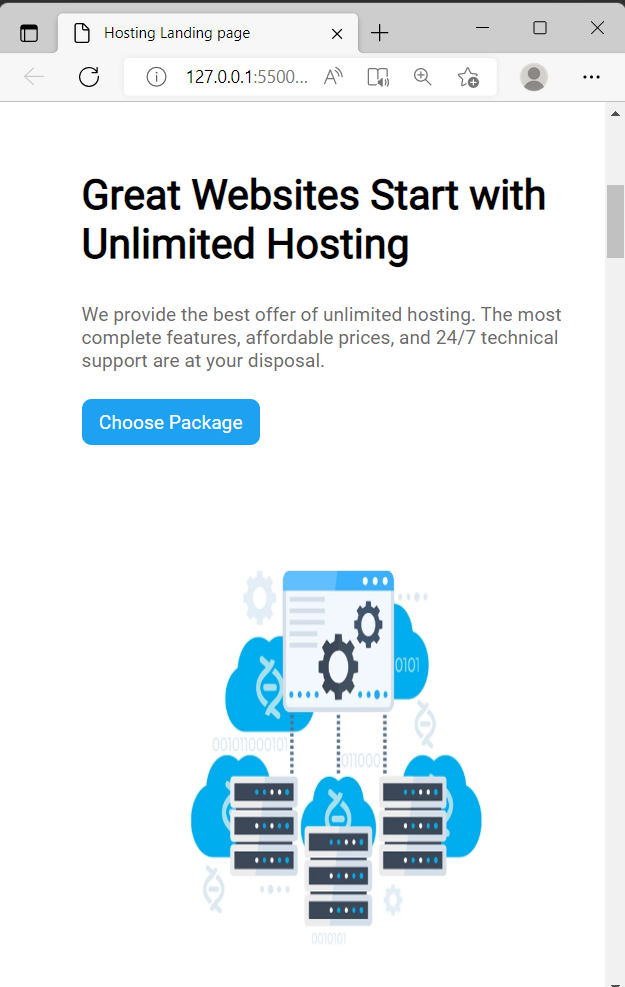 Hosting Landing page
127.0.0.1:5500...
Great Websites Start with
Unlimited Hosting
We provide the best offer of unlimited hosting. The most
complete features, affordable prices, and 24/7 technical
support are at your disposal.
Choose Package
0101
001011000101
011000
0010101